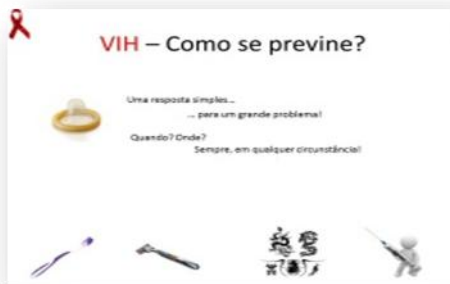 VIH – Como se previne?
Uma resposta simples...
... para um grande problema!
Quando? Onde?
Sempre, em qualquer circunstância!